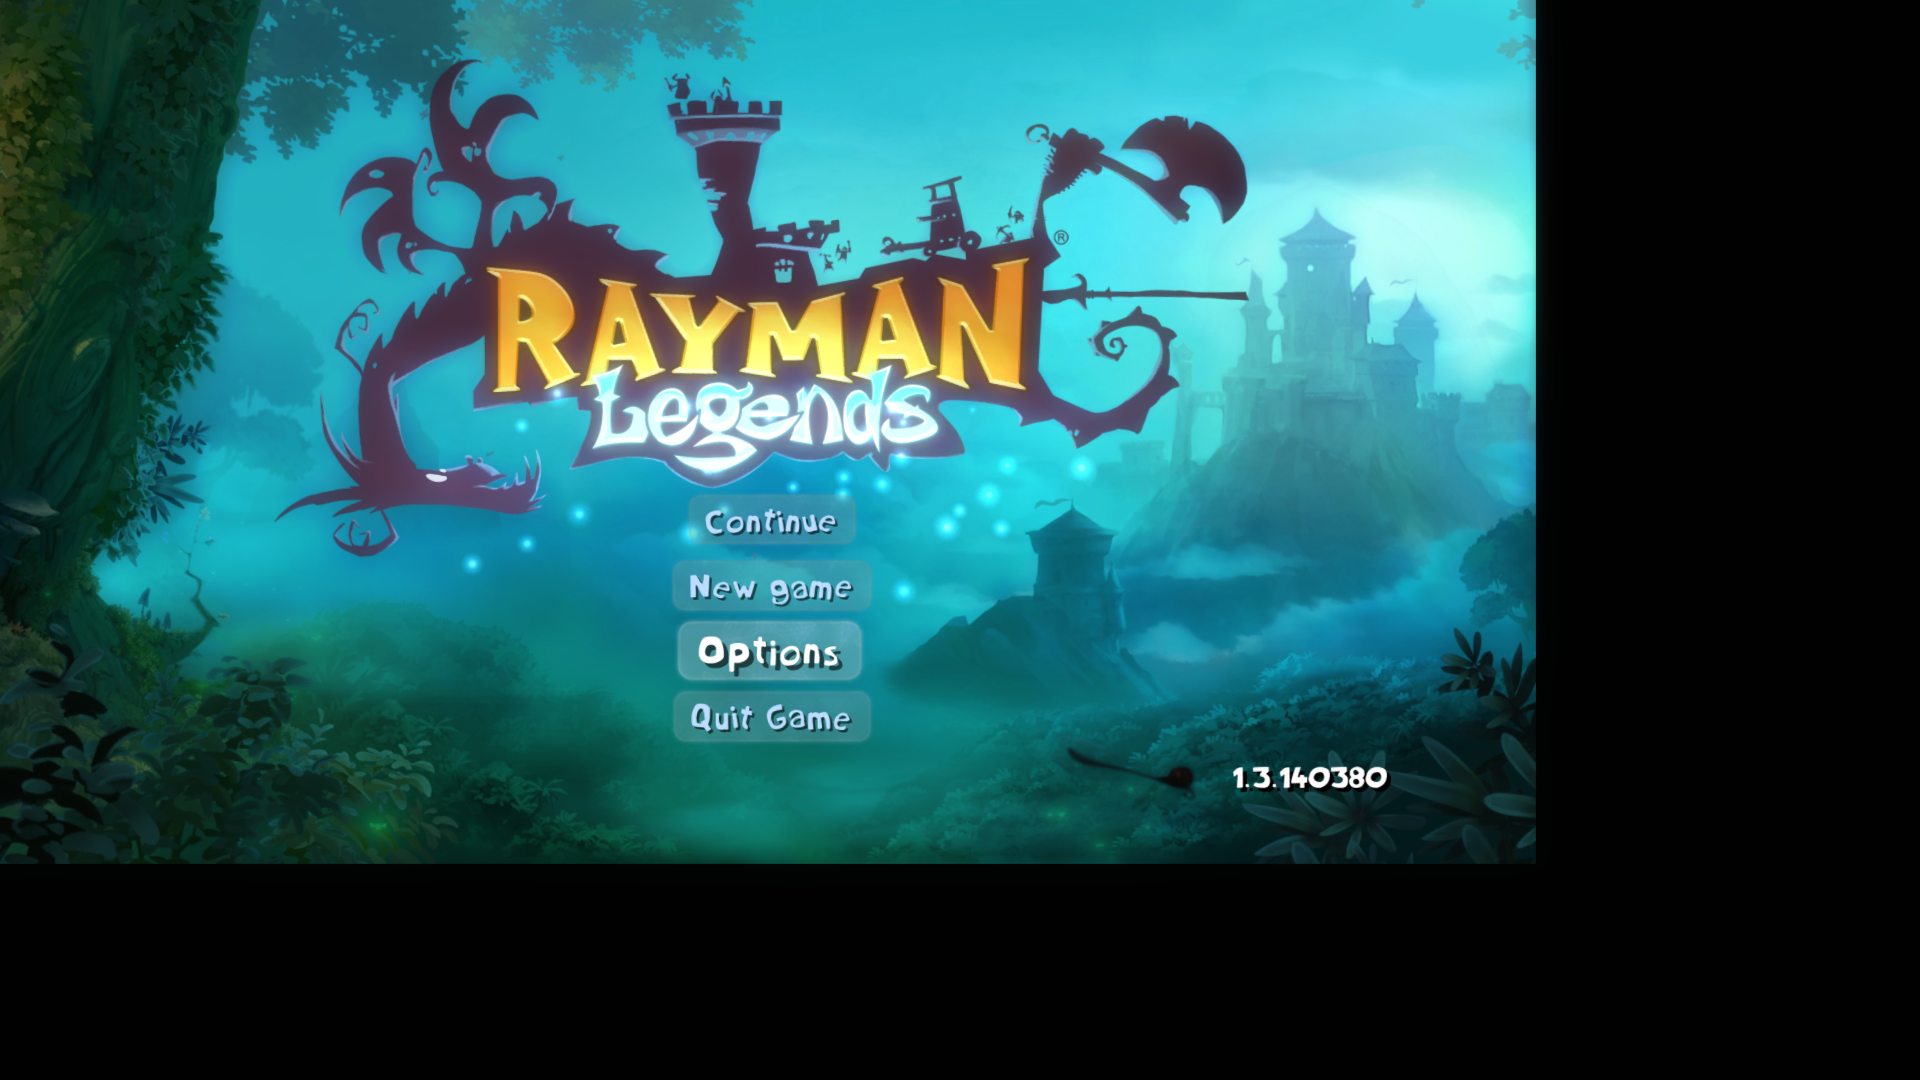 RAYMAN
®
Legends
Continue
New game
Options
Quit Game
1.3.140380